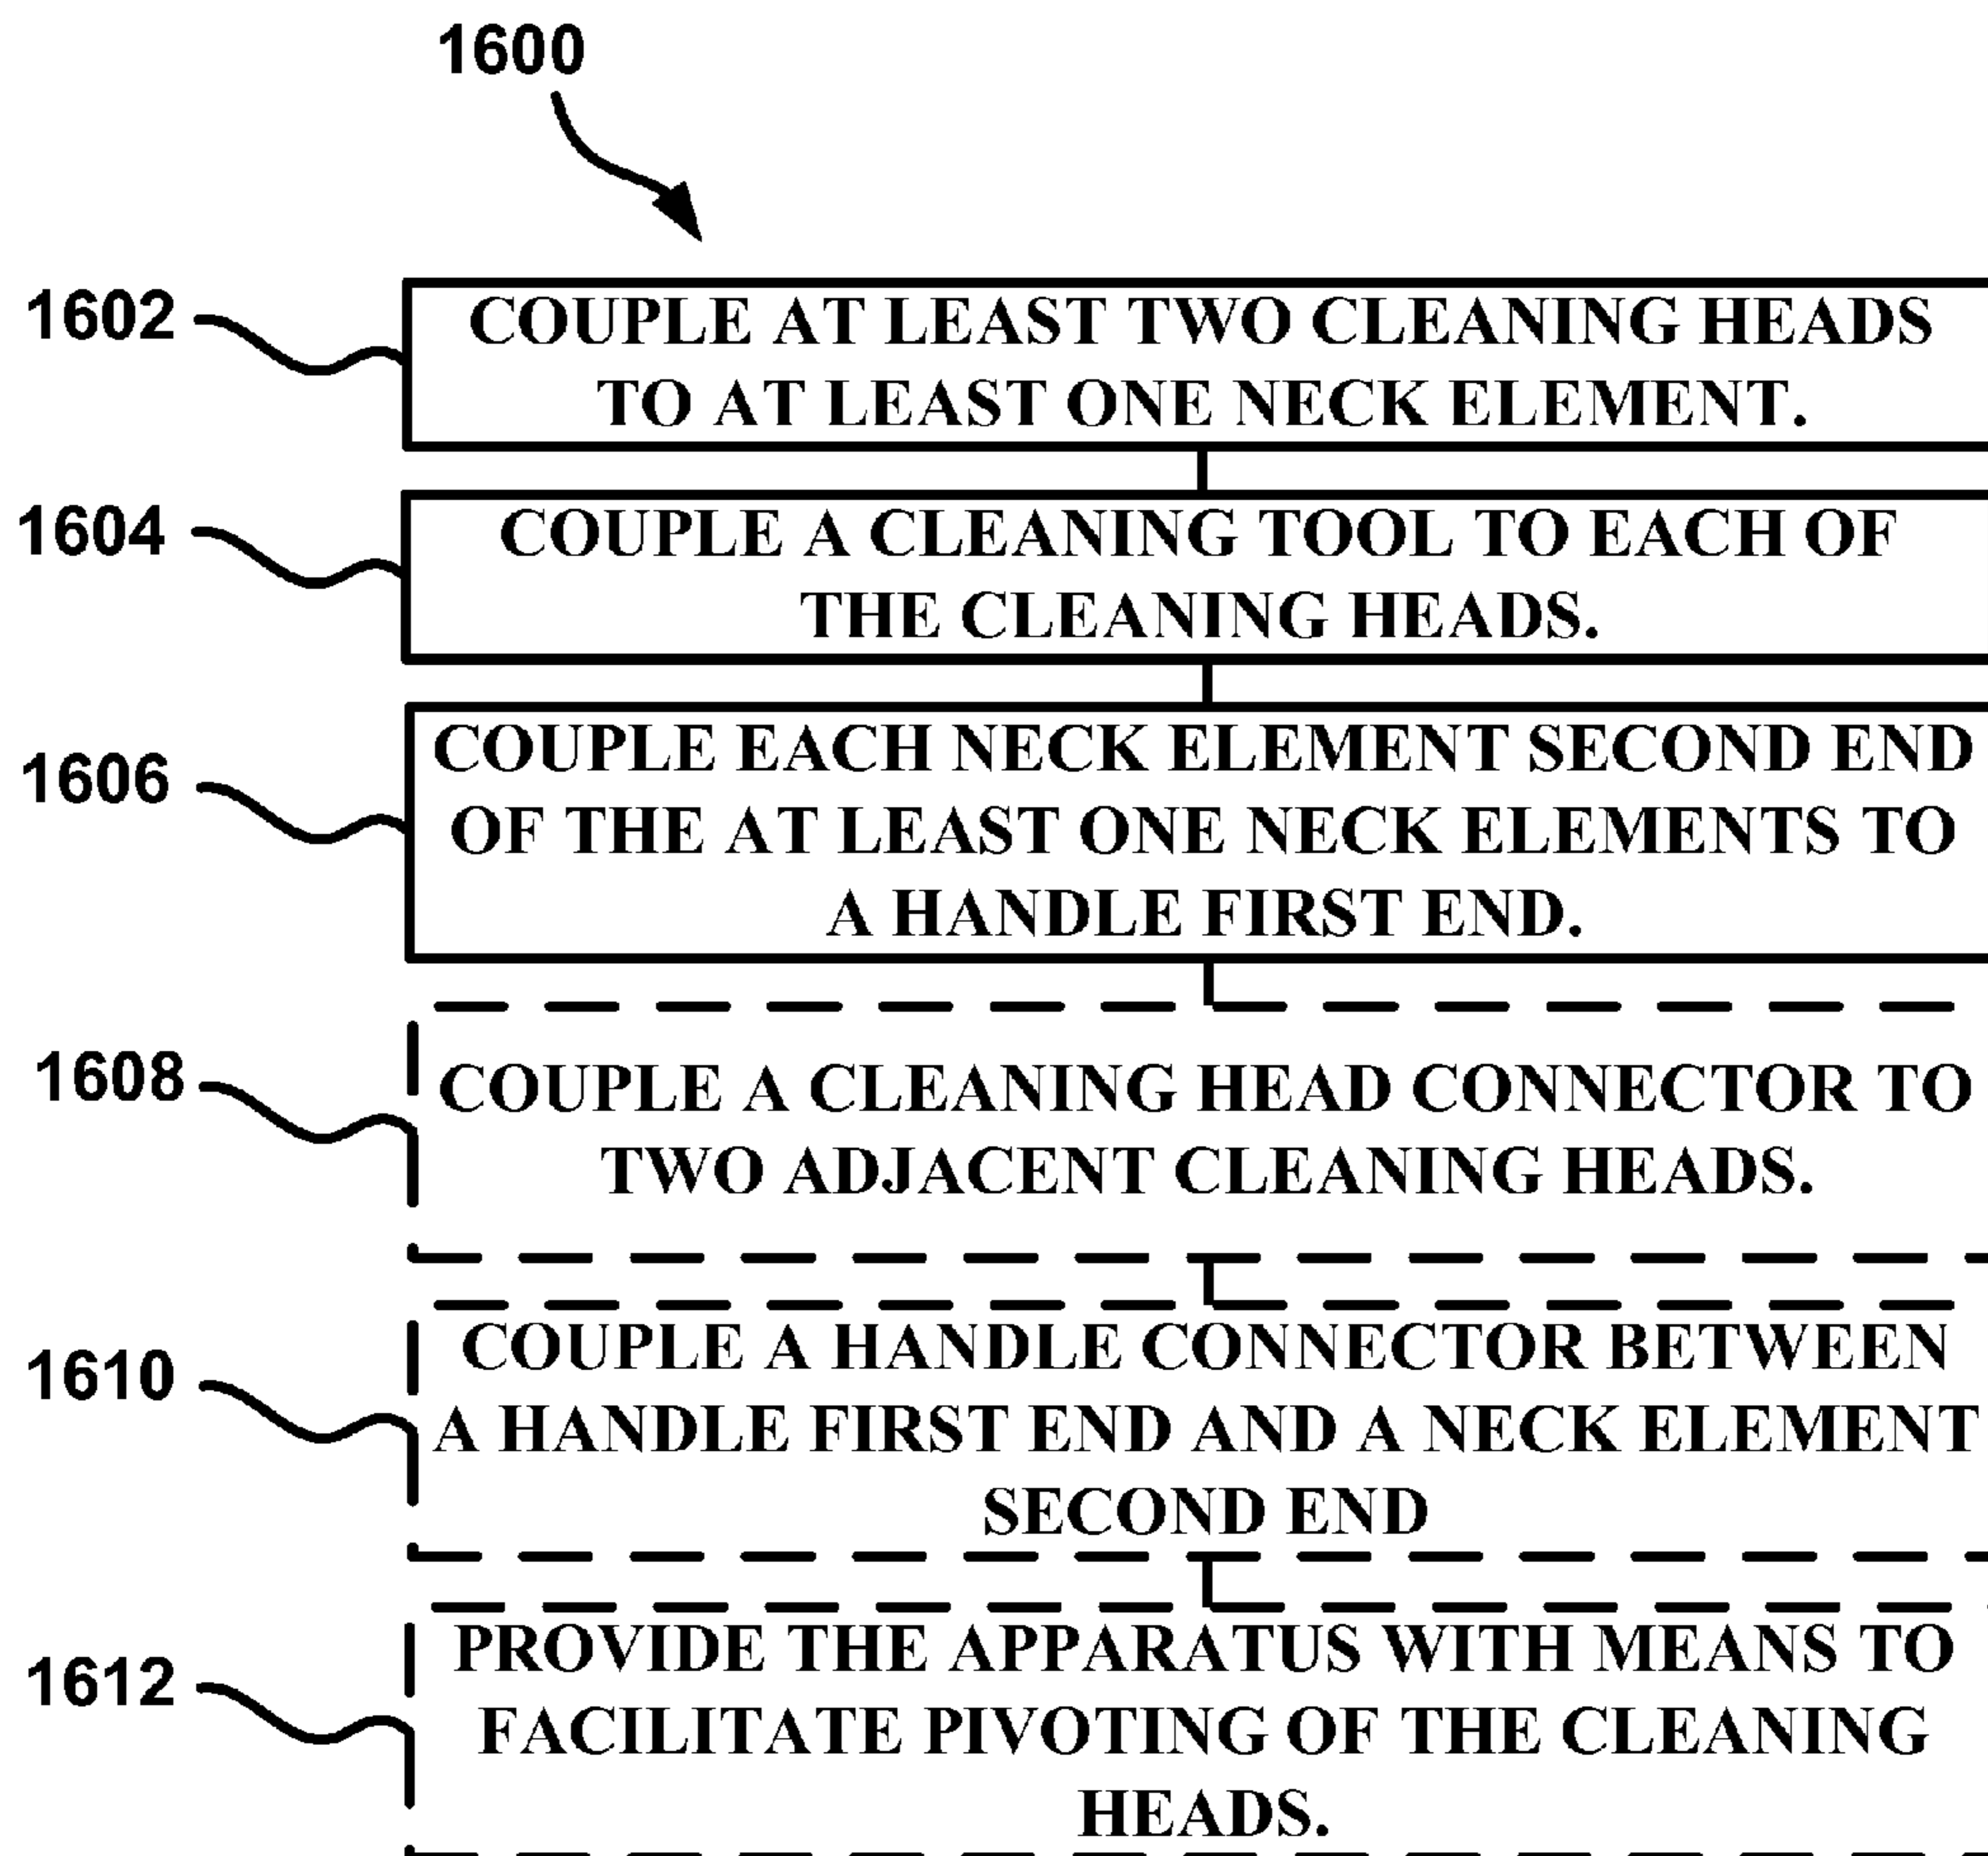 1600
1602
COUPLE AT LEAST TWO CLEANING HEADS
TO AT LEAST ONE NECK ELEMENT.
1604
COUPLE A CLEANING TOOL TO EACH OF
THE CLEANING HEADS.
1606
COUPLE EACH NECK ELEMENT SECOND END
OF THE AT LEAST ONE NECK ELEMENTS TO
A HANDLE FIRST END.
1608
COUPLE A CLEANING HEAD CONNECTOR TO
TWO ADJACENT CLEANING HEADS.
1610
COUPLE A HANDLE CONNECTOR BETWEEN
A HANDLE FIRST END AND A NECK ELEMENT
SECOND END
1612
PROVIDE THE APPARATUS WITH MEANS TO
FACILITATE PIVOTING OF THE CLEANING
HEADS.